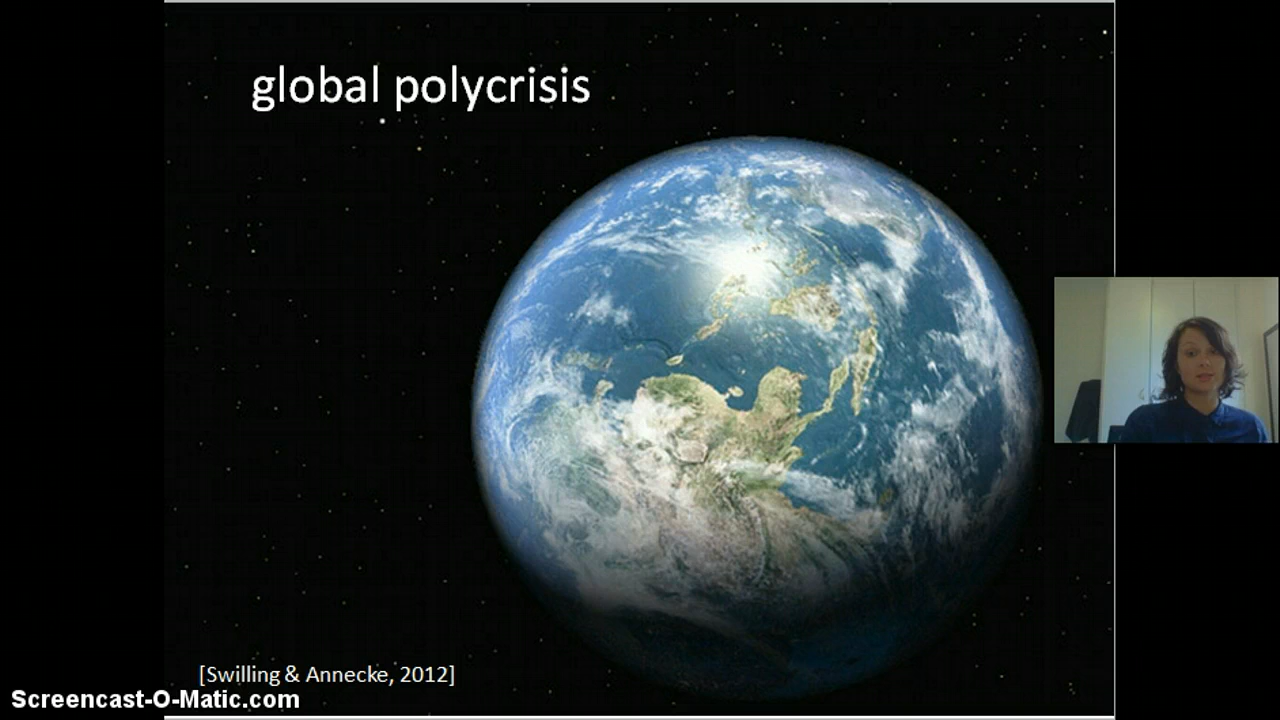 global polycrisis
[Swilling & Annecke, 2012]
Screencast-O-Matic.com